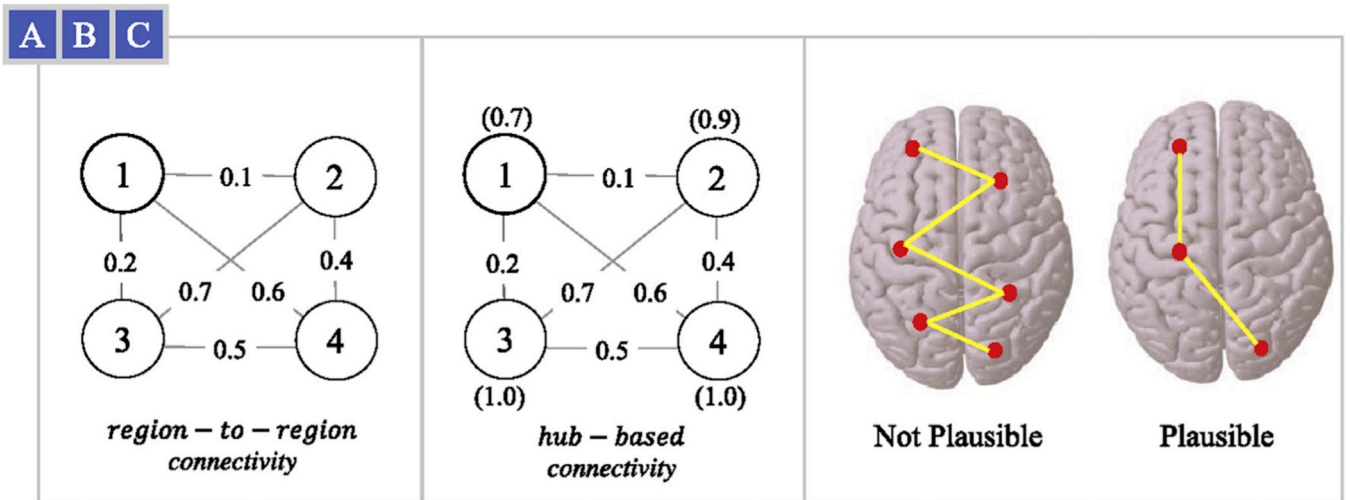 A B C
1 0.1 2
0.2 0.4
0.7 0.6
3 0.5 4
region – to – region
connectivity
(0.7) (0.9)
1 0.1 2
0.2 0.4
0.7 0.6
3 0.5 4
(1.0) (1.0)
hub – based
connectivity
Not Plausible
Plausible